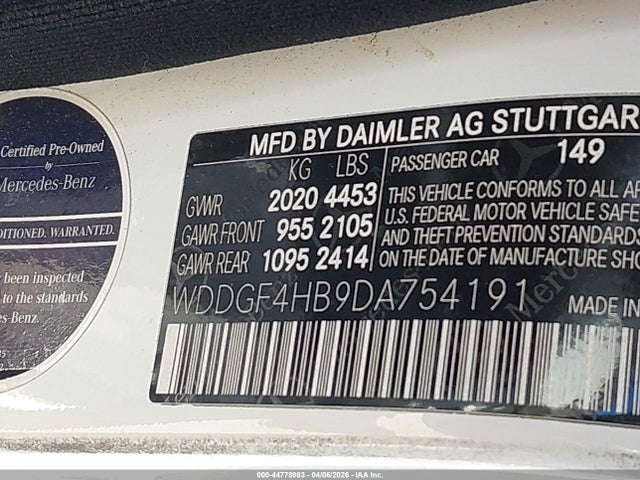 Certified Pre-Owned
by
Mercedes-Benz
DITIONED. WARRANTED.
been inspected
standards
Mercedes-Benz.
MFD BY DAIMLER AG STUTTGAR
KG LBS
PASSENGER CAR 149
GVWR 2020 4453
GAWR FRONT 955 2105
GAWR REAR 1095 2414
THIS VEHICLE CONFORMS TO ALL AP
U.S. FEDERAL MOTOR VEHICLE SAFE
AND THEFT PREVENTION STANDARDS
ON THE DATE OF MANUFACTURE SHO
WDDGF4HB9DA754191
MADE IN
000-44778983 - 04/06/2026 - IAA Inc.